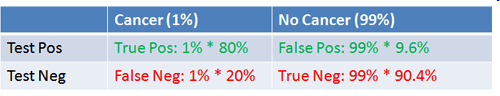 Cancer (1%) No Cancer (99%)
Test Pos True Pos: 1% * 80% False Pos: 99% * 9.6%
Test Neg False Neg: 1% * 20% True Neg: 99% * 90.4%